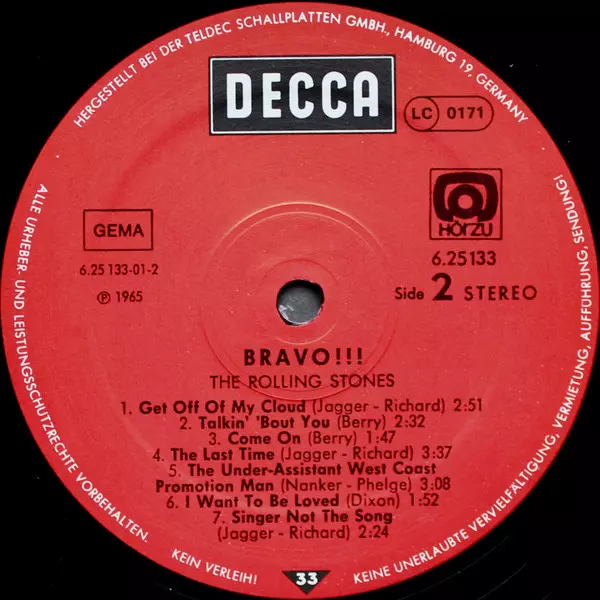 HERGESTELLT BEI DER TELDEC SCHALLPLATTEN GMBH., HAMBURG 19, GERMANY
DECCA
LC 0171
HÖRZU
GEMA
6.25 133-01-2
℗ 1965
6.25133
Side 2 STEREO
BRAVO!!!
THE ROLLING STONES
1. Get Off Of My Cloud (Jagger - Richard) 2:51
2. Talkin' 'Bout You (Berry) 2:32
3. Come On (Berry) 1:47
4. The Last Time (Jagger - Richard) 3:37
5. The Under-Assistant West Coast
Promotion Man (Nanker - Phelge) 3:08
6. I Want To Be Loved (Dixon) 1:52
7. Singer Not The Song
(Jagger - Richard) 2:24
ALLE URHEBER- UND LEISTUNGSSCHUTZRECHTE VORBEHALTEN.
KEIN VERLEIH!
33
KEINE UNERLAUBTE VERVIELFÄLTIGUNG, VERMIETUNG, AUFFÜHRUNG, SENDUNG!